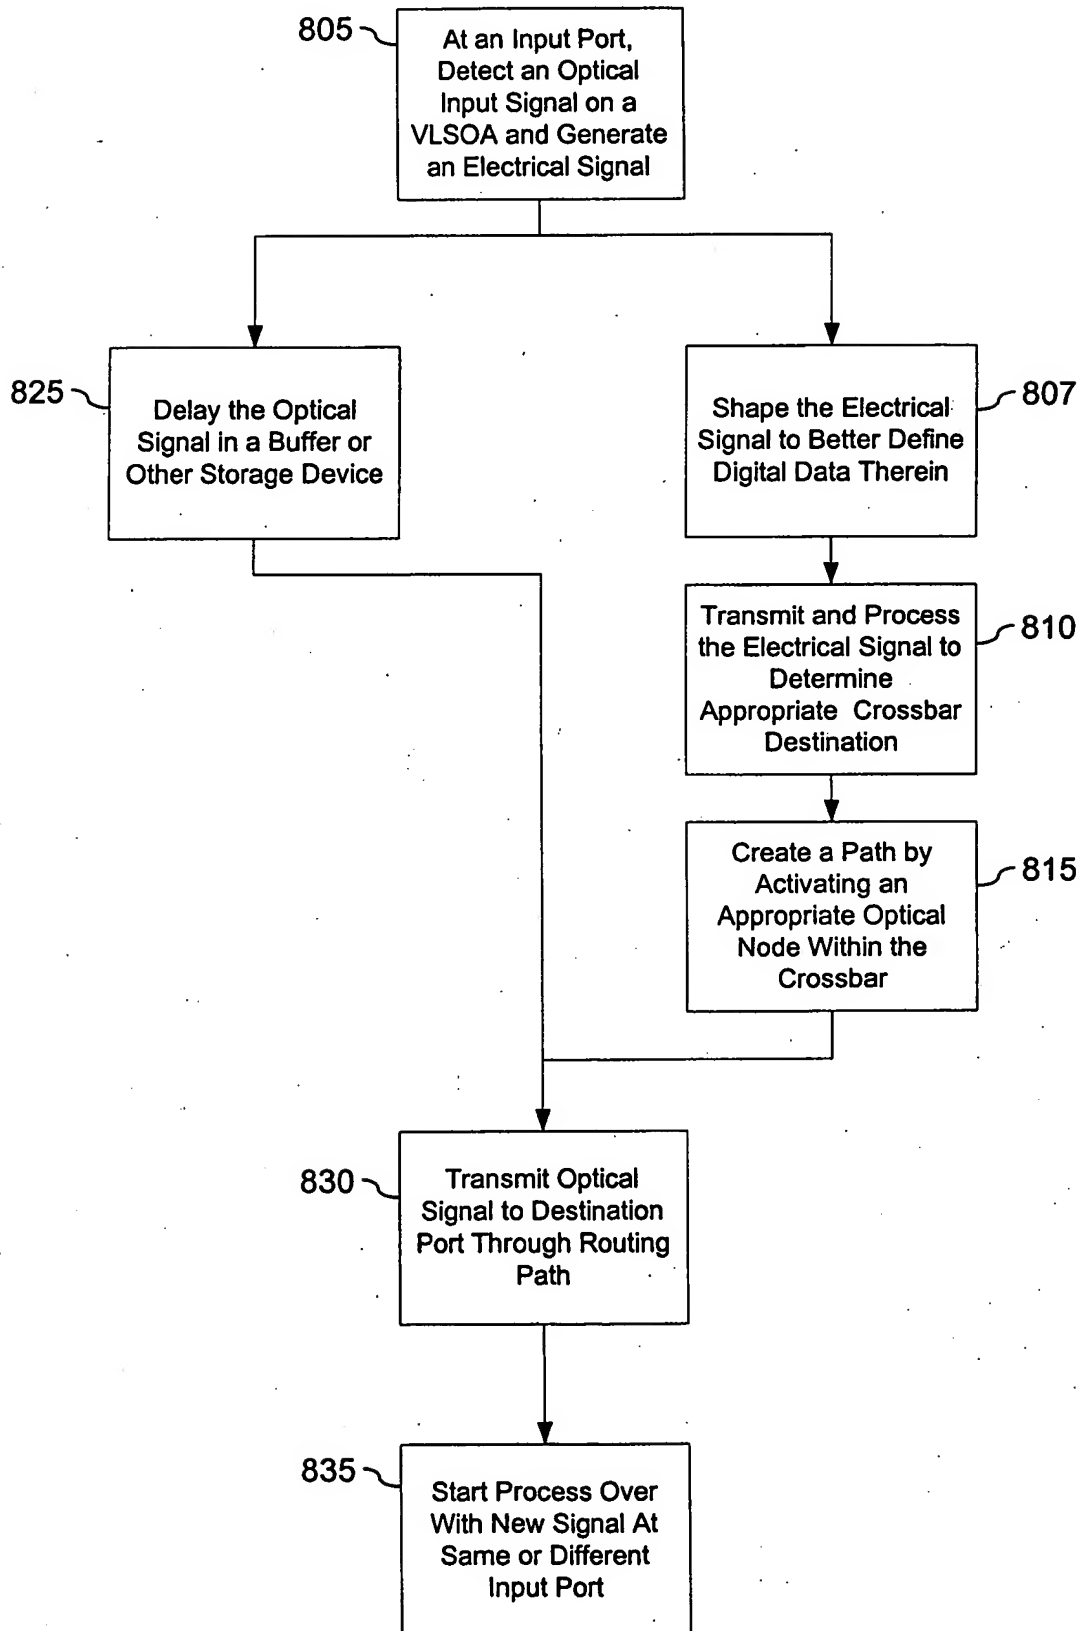 805
At an Input Port,
Detect an Optical
Input Signal on a
VLSOA and Generate
an Electrical Signal
825
Delay the Optical
Signal in a Buffer or
Other Storage Device
807
Shape the Electrical
Signal to Better Define
Digital Data Therein
Transmit and Process
the Electrical Signal to
Determine
Appropriate Crossbar
Destination
810
Create a Path by
Activating an
Appropriate Optical
Node Within the
Crossbar
815
830
Transmit Optical
Signal to Destination
Port Through Routing
Path
835
Start Process Over
With New Signal At
Same or Different
Input Port